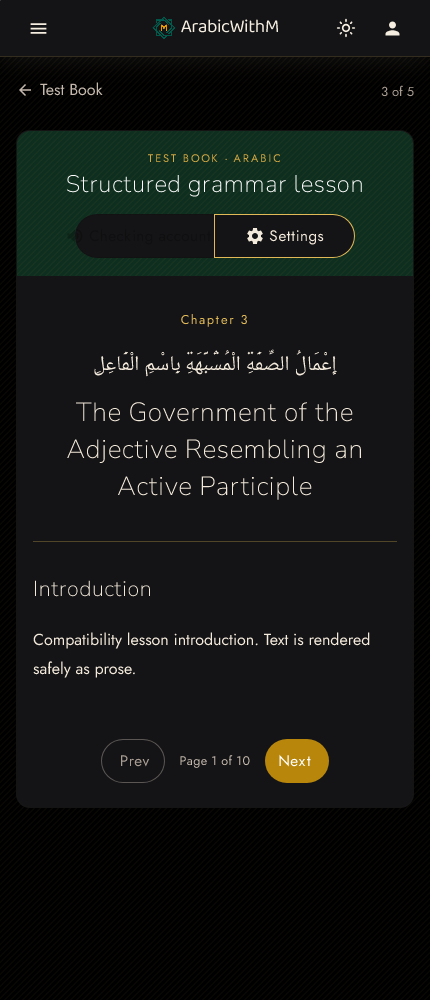 ArabicWithM
Test Book
3 of 5
TEST BOOK · ARABIC
Structured grammar lesson
Checking account
Settings
Chapter 3
إِعْمَالُ الصِّفَةِ الْمُشَبَّهَةِ بِاسْمِ الْفَاعِلِ
The Government of the
Adjective Resembling an
Active Participle
Introduction
Compatibility lesson introduction. Text is rendered
safely as prose.
Prev
Page 1 of 10
Next